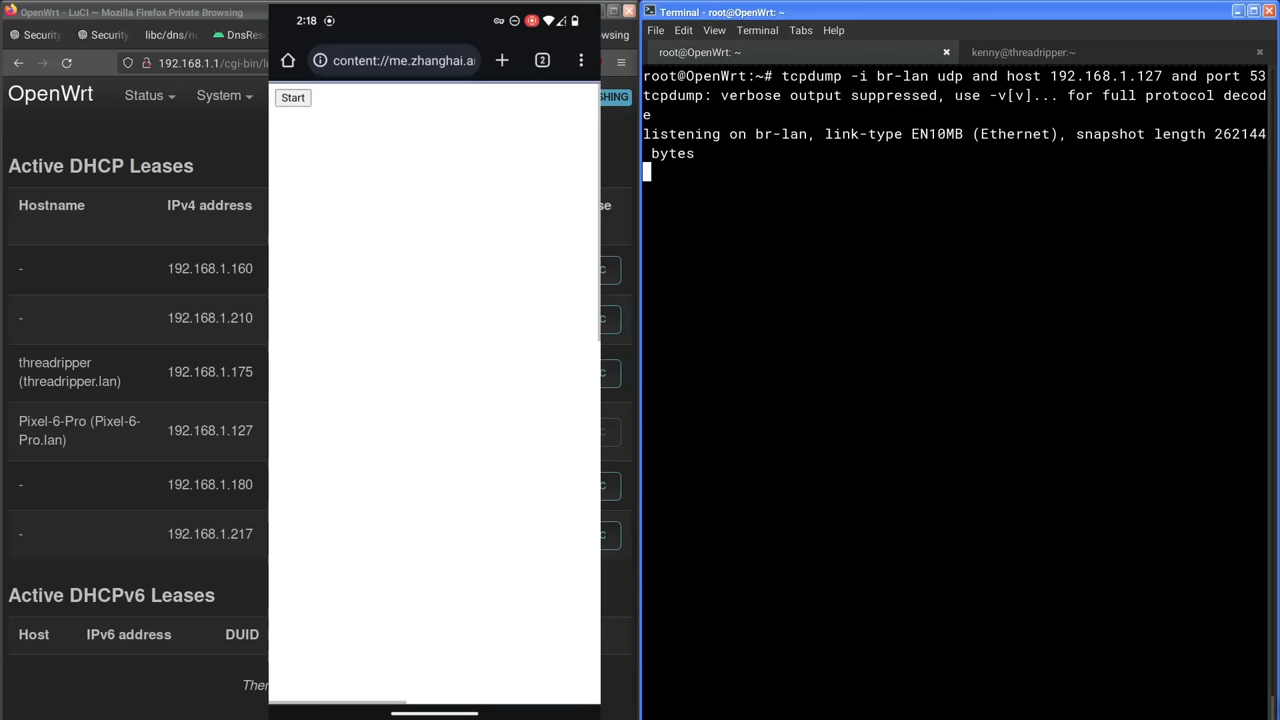 OpenWrt - LuCI — Mozilla Firefox Private Browsing
Security
Security
libc/dns/
DnsRes
wsing
192.168.1.1/cgi-bin/lu
OpenWrt
Status
System
SHING
Active DHCP Leases
Hostname
IPv4 address
se
-
192.168.1.160
C
-
192.168.1.210
C
threadripper
(threadripper.lan)
192.168.1.175
C
Pixel-6-Pro (Pixel-6-
Pro.lan)
192.168.1.127
C
-
192.168.1.180
C
-
192.168.1.217
C
Active DHCPv6 Leases
Host
IPv6 address
DUID
Ther
2:18
content://me.zhanghai.a
2
Start
Terminal - root@OpenWrt: ~
File Edit View Terminal Tabs Help
root@OpenWrt: ~
kenny@threadripper:~
root@OpenWrt:~# tcpdump -i br-lan udp and host 192.168.1.127 and port 53
tcpdump: verbose output suppressed, use -v[v]... for full protocol decod
e
listening on br-lan, link-type EN10MB (Ethernet), snapshot length 262144
bytes